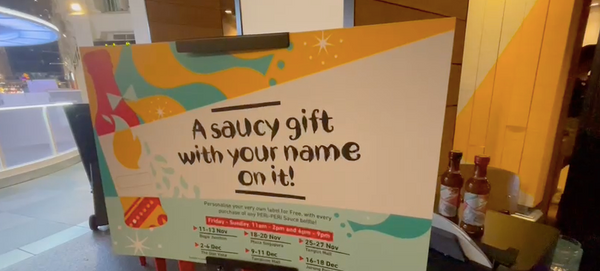 A saucy gift
with your name
on it!
Personalise your very own label for Free, with every
purchase of any PERi-PERi Sauce bottle!
Friday - Sunday 11am - 3pm and 6pm - 9pm
11-13 Nov
18-20 Nov
25-27 Nov
2-4 Dec
9-11 Dec
16-18 Dec